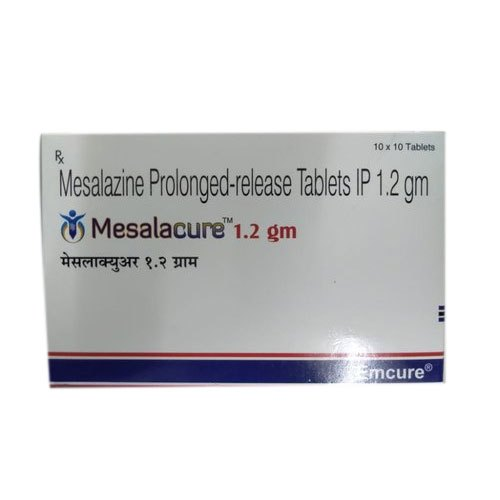 Rx
10 x 10 Tablets
Mesalazine Prolonged-release Tablets IP 1.2 gm
Mesalacure™ 1.2 gm
मेसलाक्युअर १.२ ग्राम
Emcure®